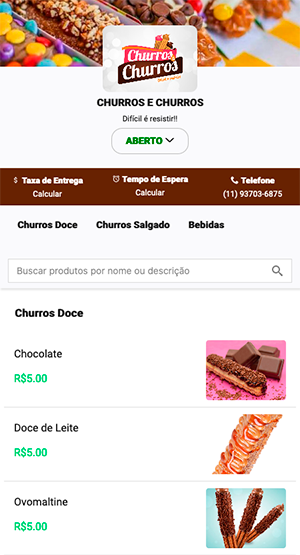 Churros
Churros
CHURROS E CHURROS
Difícil é resistir!!
ABERTO
$ Taxa de Entrega
Calcular
Tempo de Espera
Calcular
Telefone
(11) 93703-6875
Churros Doce Churros Salgado Bebidas
Buscar produtos por nome ou descrição
Churros Doce
Chocolate
R$5.00
Doce de Leite
R$5.00
Ovomaltine
R$5.00